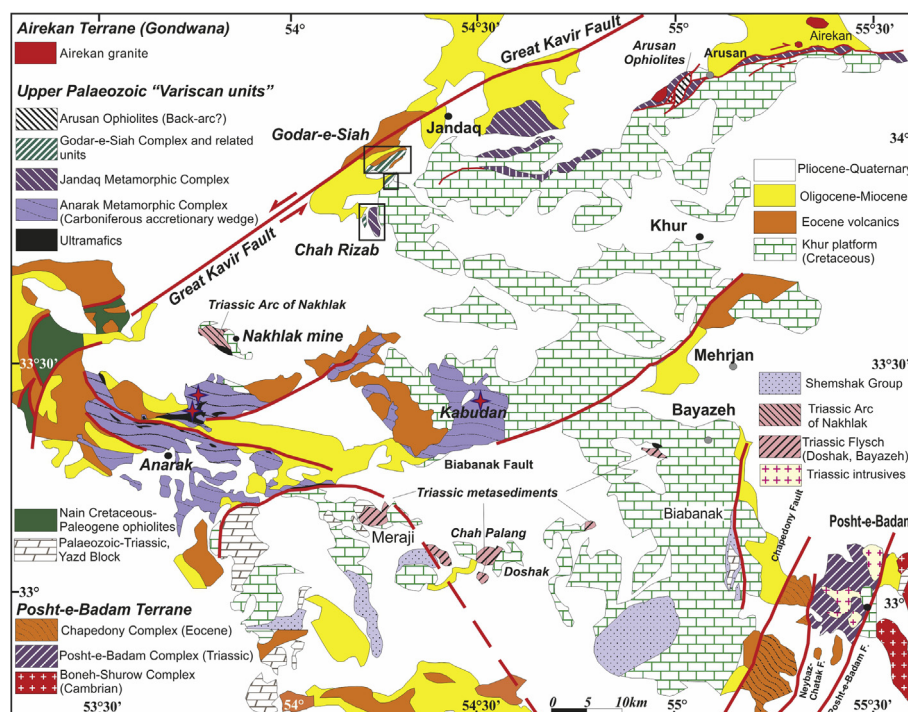 Airekan Terrane (Gondwana)
Airekan granite
Upper Palaeozoic “Variscan units”
Arusan Ophiolites (Back-arc?)
Godar-e-Siah Complex and related
units
Jandaq Metamorphic Complex
Anarak Metamorphic Complex
(Carboniferous accretionary wedge)
Ultramafics
54°
54°30'
55°
55°30'
Great Kavir Fault
Arusan
Ophiolites
Arusan
Airekan
Jandaq
Godar-e-Siah
34°
Pliocene-Quaternary
Oligocene-Miocene
Eocene volcanics
Khur platform
(Cretaceous)
Khur
Chah Rizab
Great Kavir Fault
Triassic Arc of Nakhlak
Nakhlak mine
33°30'
Mehrjan
33°30'
Kabudan
Bayazeh
Anarak
Biabanak Fault
Shemshak Group
Triassic Arc
of Nakhlak
Triassic Flysch
(Doshak, Bayazeh)
Triassic intrusives
Triassic metasediments
Nain Cretaceous-
Paleogene ophiolites
Palaeozoic-Triassic,
Yazd Block
Meraji
Chah Palang
Doshak
Biabanak
Chapedony Fault
Posht-e-Badam
33°
33°
Posht-e-Badam Terrane
Chapedony Complex (Eocene)
Posht-e-Badam Complex (Triassic)
Boneh-Shurow Complex
(Cambrian)
Neybaz-
Chatak F.
Posht-e-Badam F.
0 5 10km
53°30'
54°
54°30'
55°
55°30'